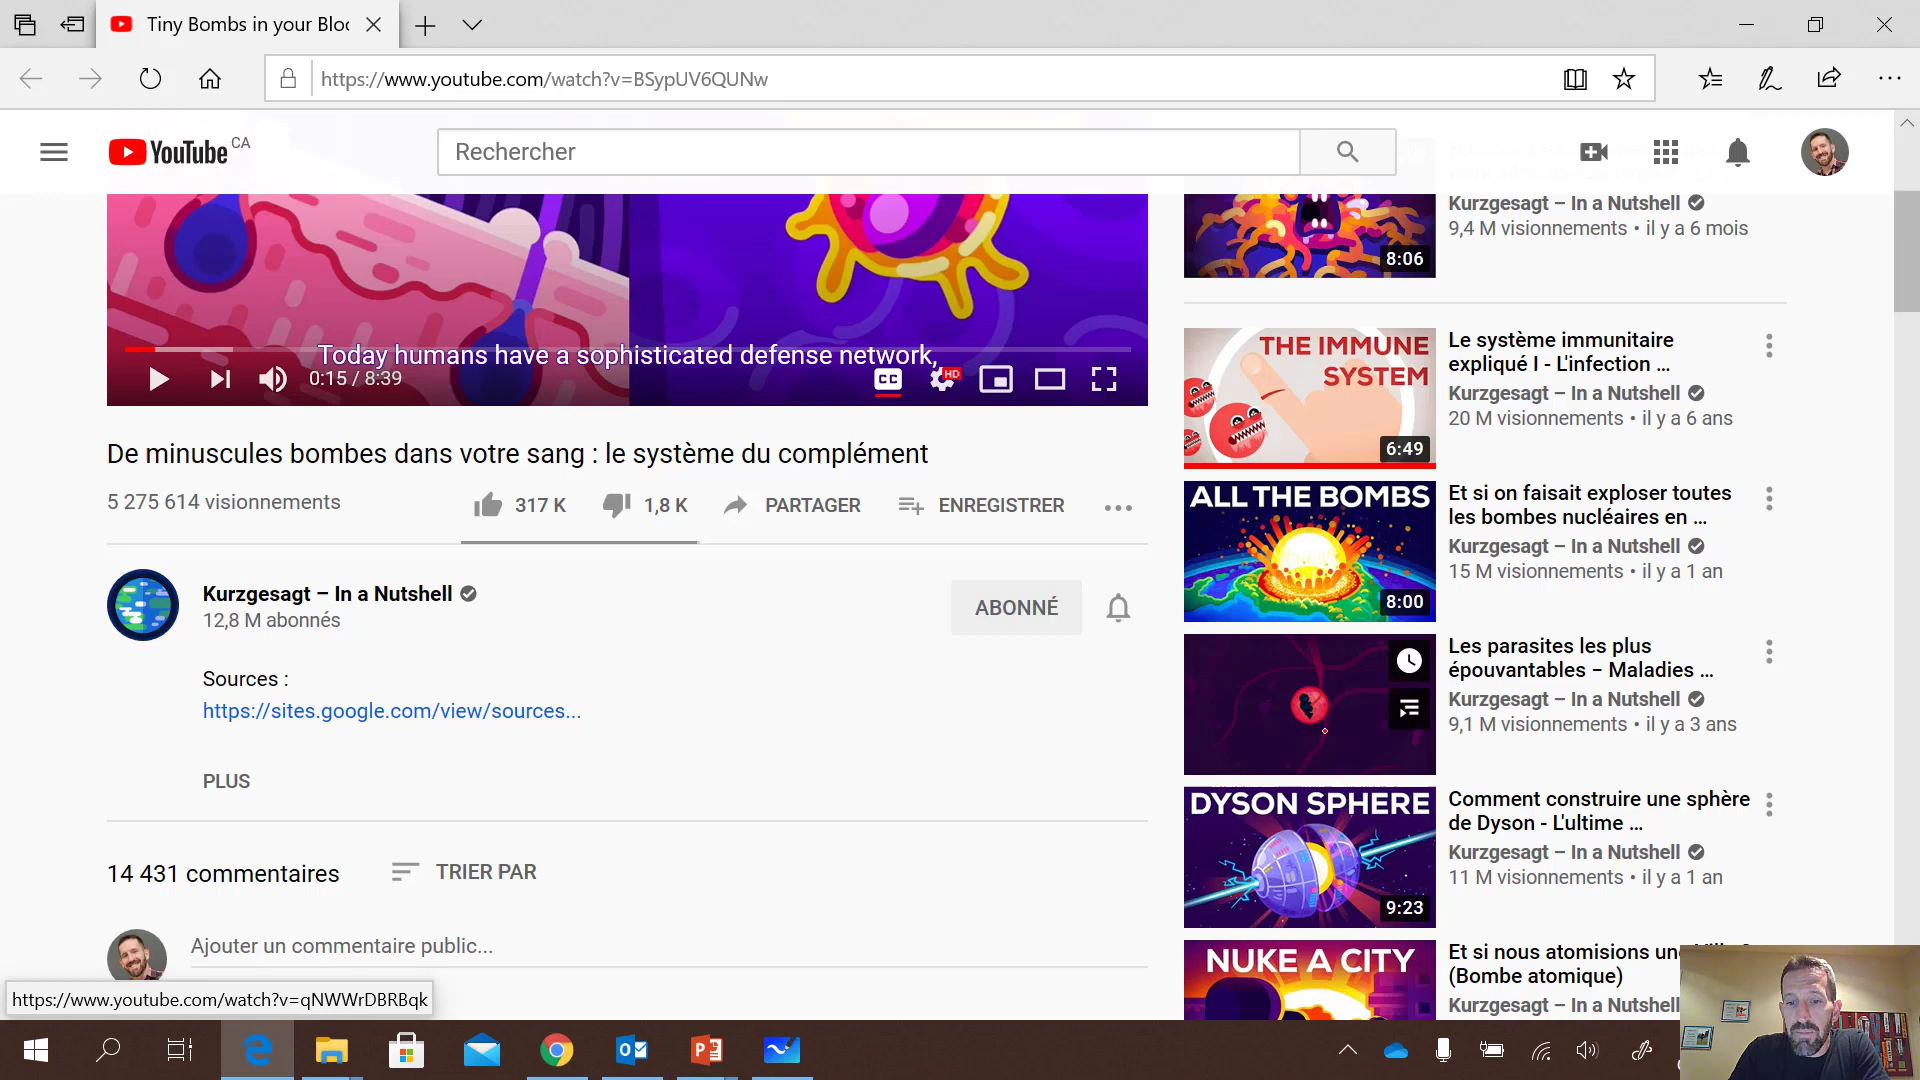 Tiny Bombs in your Bloc
https://www.youtube.com/watch?v=BSypUV6QUNw
YouTube CA
Rechercher
Today humans have a sophisticated defense network,
0:15 / 8:39
CC
HD
De minuscules bombes dans votre sang : le système du complément
5 275 614 visionnements
317 K
1,8 K
PARTAGER
ENREGISTRER
Kurzgesagt – In a Nutshell
12,8 M abonnés
ABONNÉ
Sources :
https://sites.google.com/view/sources...
PLUS
14 431 commentaires
TRIER PAR
Ajouter un commentaire public...
https://www.youtube.com/watch?v=qNWWrDBRBqk
8:06
Kurzgesagt – In a Nutshell
9,4 M visionnements • il y a 6 mois
THE IMMUNE
SYSTEM
6:49
Le système immunitaire
expliqué I - L'infection ...
Kurzgesagt – In a Nutshell
20 M visionnements • il y a 6 ans
ALL THE BOMBS
8:00
Et si on faisait exploser toutes
les bombes nucléaires en ...
Kurzgesagt – In a Nutshell
15 M visionnements • il y a 1 an
Les parasites les plus
épouvantables – Maladies ...
Kurzgesagt – In a Nutshell
9,1 M visionnements • il y a 3 ans
DYSON SPHERE
9:23
Comment construire une sphère
de Dyson - L'ultime ...
Kurzgesagt – In a Nutshell
11 M visionnements • il y a 1 an
NUKE A CITY
Et si nous atomisions
(Bombe atomique)
Kurzgesagt – In a Nutshell